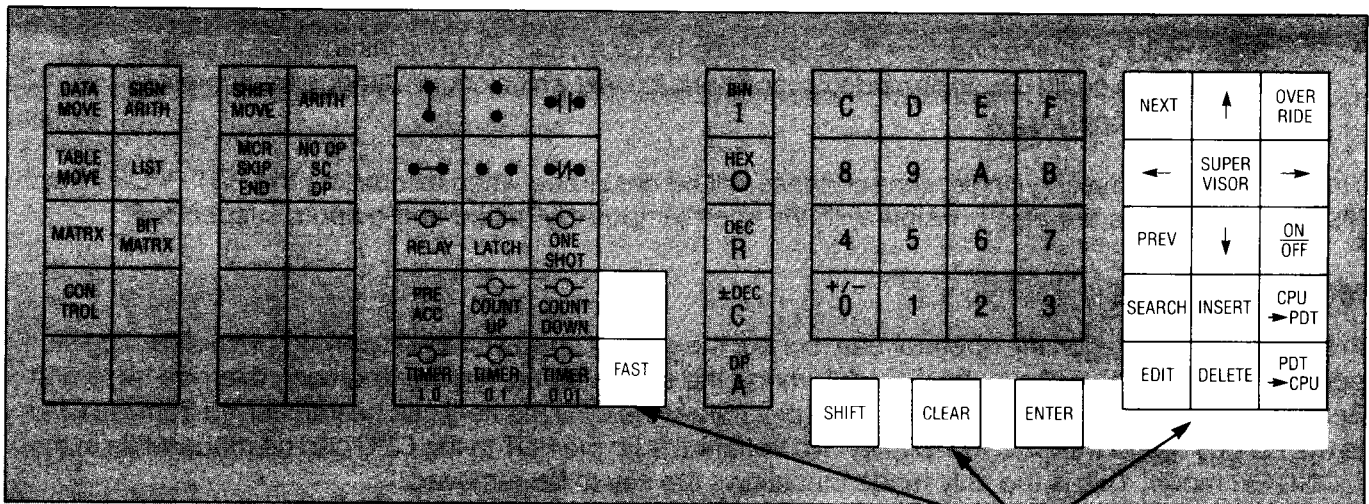 DATA MOVE
SIGN ARITH
TABLE MOVE
LIST
MATRX
BIT MATRX
CON TROL
SHIFT MOVE
ARITH
MCR SKIP END
NO OP SC DP
RELAY
LATCH
ONE SHOT
PRE ACC
COUNT UP
COUNT DOWN
TIMER 1.0
TIMER 0.1
TIMER 0.01
FAST
BIN I
HEX O
DEC R
±DEC C
DP A
C D E F
8 9 A B
4 5 6 7
+/− 0 1 2 3
SHIFT
CLEAR
ENTER
NEXT ↑ OVER RIDE
← SUPER VISOR →
PREV ↓ ON OFF
SEARCH INSERT CPU →PDT
EDIT DELETE PDT →CPU